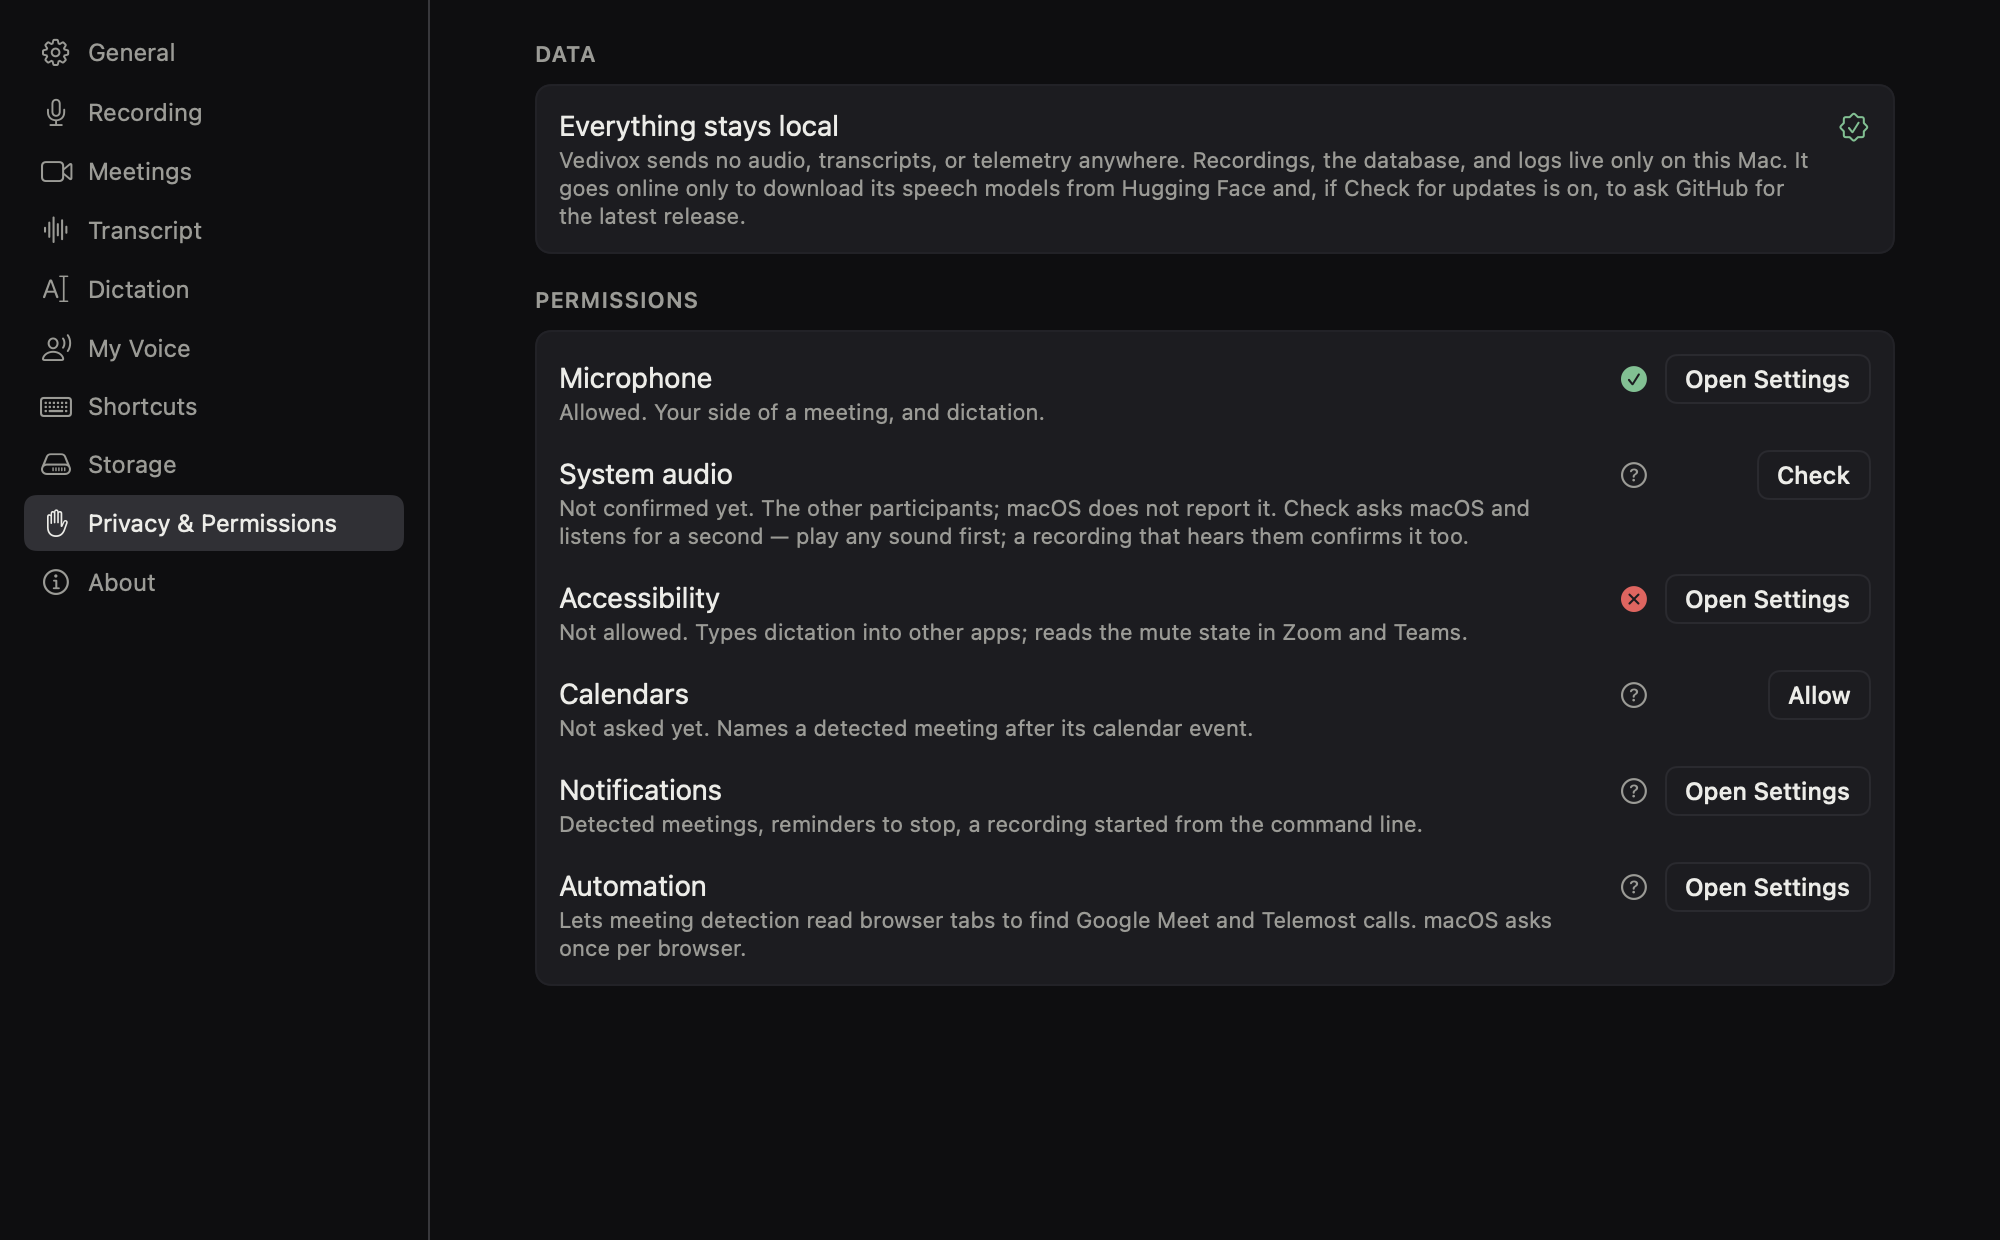 General
Recording
Meetings
Transcript
Dictation
My Voice
Shortcuts
Storage
Privacy & Permissions
About
DATA
Everything stays local
Vedivox sends no audio, transcripts, or telemetry anywhere. Recordings, the database, and logs live only on this Mac. It
goes online only to download its speech models from Hugging Face and, if Check for updates is on, to ask GitHub for
the latest release.
PERMISSIONS
Microphone
Open Settings
Allowed. Your side of a meeting, and dictation.
System audio
Check
Not confirmed yet. The other participants; macOS does not report it. Check asks macOS and
listens for a second — play any sound first; a recording that hears them confirms it too.
Accessibility
Open Settings
Not allowed. Types dictation into other apps; reads the mute state in Zoom and Teams.
Calendars
Allow
Not asked yet. Names a detected meeting after its calendar event.
Notifications
Open Settings
Detected meetings, reminders to stop, a recording started from the command line.
Automation
Open Settings
Lets meeting detection read browser tabs to find Google Meet and Telemost calls. macOS asks
once per browser.